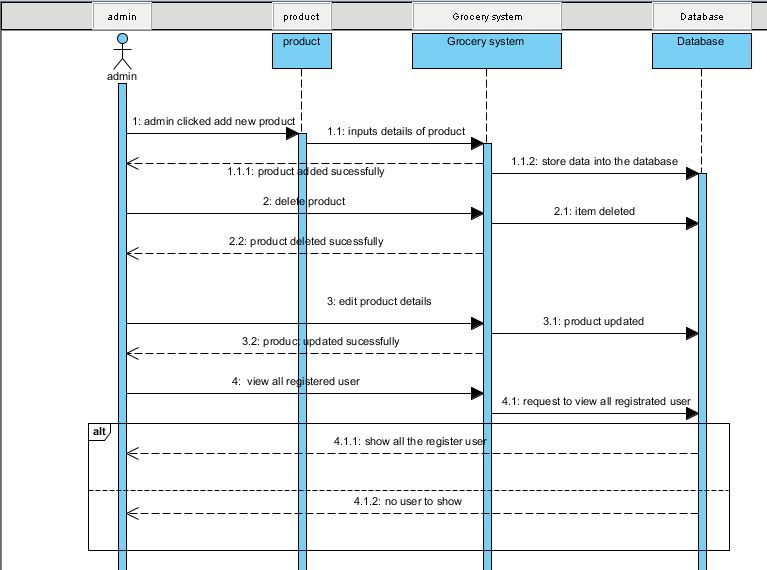 admin
product
Grocery system
Database
product
Grocery system
Database
admin
1: admin clicked add new product
1.1: inputs details of product
1.1.2: store data into the database
1.1.1: product added sucessfully
2: delete product
2.1: item deleted
2.2: product deleted sucessfully
3: edit product details
3.1: product updated
3.2: product updated sucessfully
4: view all registered user
4.1: request to view all registrated user
alt
4.1.1: show all the register user
4.1.2: no user to show